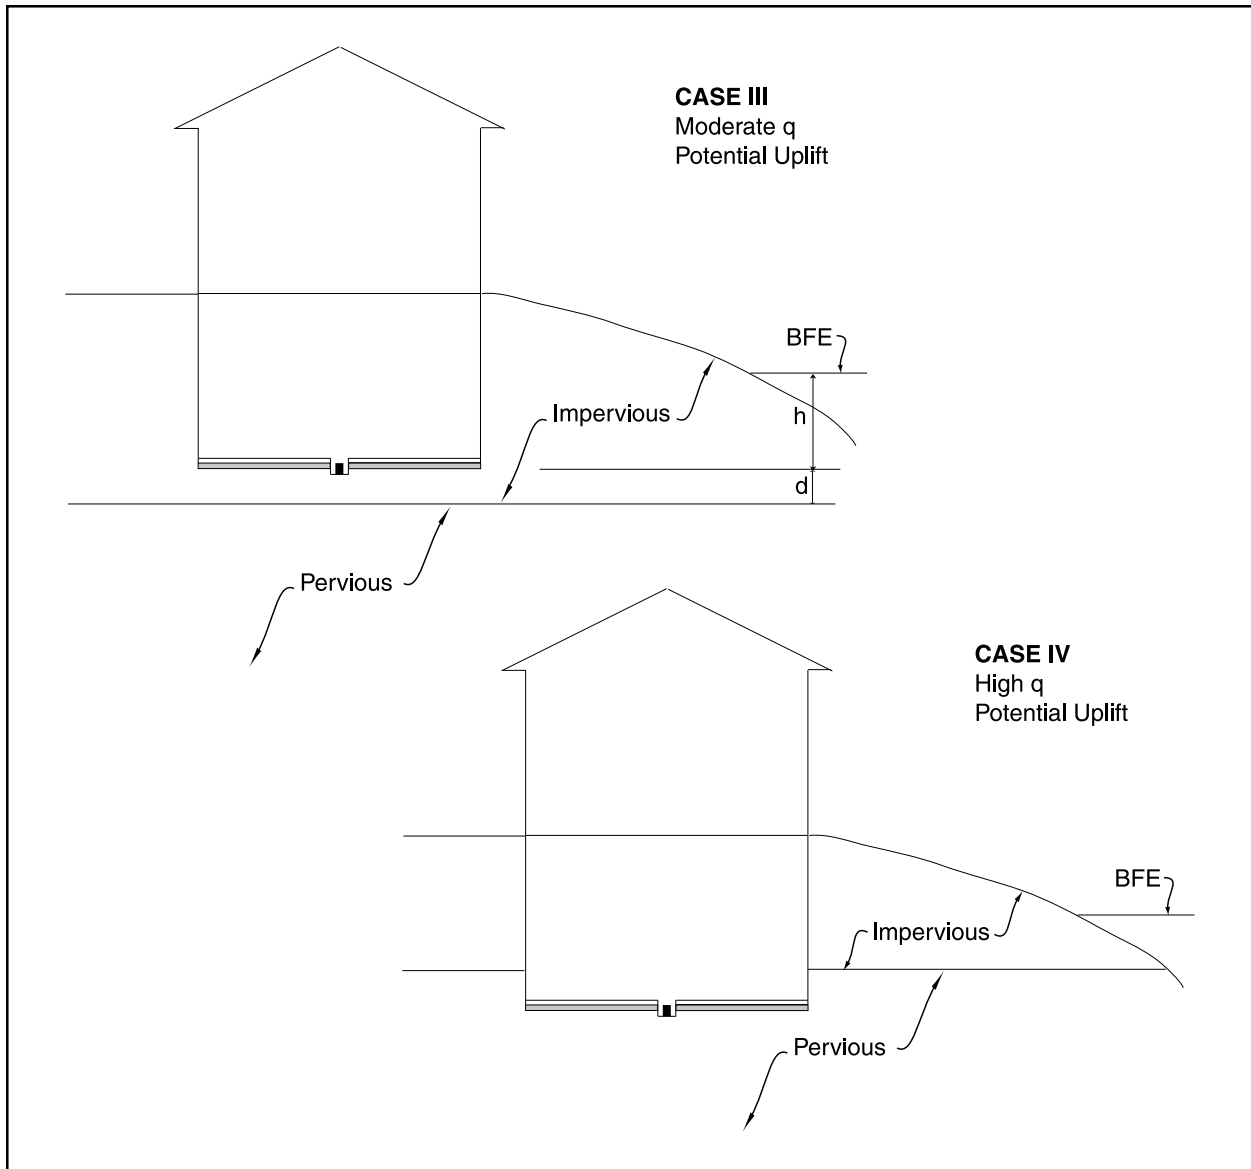 CASE III
Moderate q
Potential Uplift
BFE
Impervious
h
d
Pervious
CASE IV
High q
Potential Uplift
BFE
Impervious
Pervious